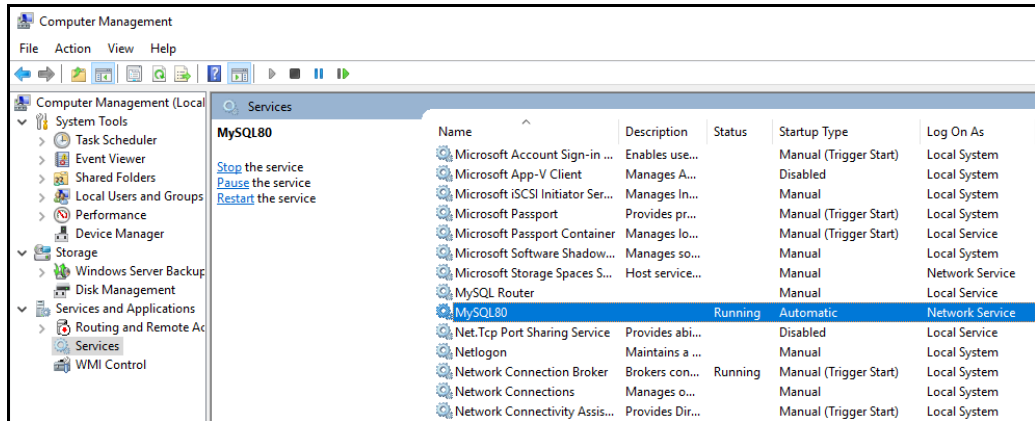 Computer Management
File Action View Help
Computer Management (Local
System Tools
Task Scheduler
Event Viewer
Shared Folders
Local Users and Groups
Performance
Device Manager
Storage
Windows Server Backup
Disk Management
Services and Applications
Routing and Remote Ac
Services
WMI Control
Services
MySQL80
Stop the service
Pause the service
Restart the service
Name Description Status Startup Type Log On As
Microsoft Account Sign-in ... Enables use... Manual (Trigger Start) Local System
Microsoft App-V Client Manages A... Disabled Local System
Microsoft iSCSI Initiator Ser... Manages In... Manual Local System
Microsoft Passport Provides pr... Manual (Trigger Start) Local System
Microsoft Passport Container Manages lo... Manual (Trigger Start) Local Service
Microsoft Software Shadow... Manages so... Manual Local System
Microsoft Storage Spaces S... Host service... Manual Network Service
MySQL Router Manual Local Service
MySQL80 Running Automatic Network Service
Net.Tcp Port Sharing Service Provides abi... Disabled Local Service
Netlogon Maintains a ... Manual Local System
Network Connection Broker Brokers con... Running Manual (Trigger Start) Local System
Network Connections Manages o... Manual Local System
Network Connectivity Assis... Provides Dir... Manual (Trigger Start) Local System